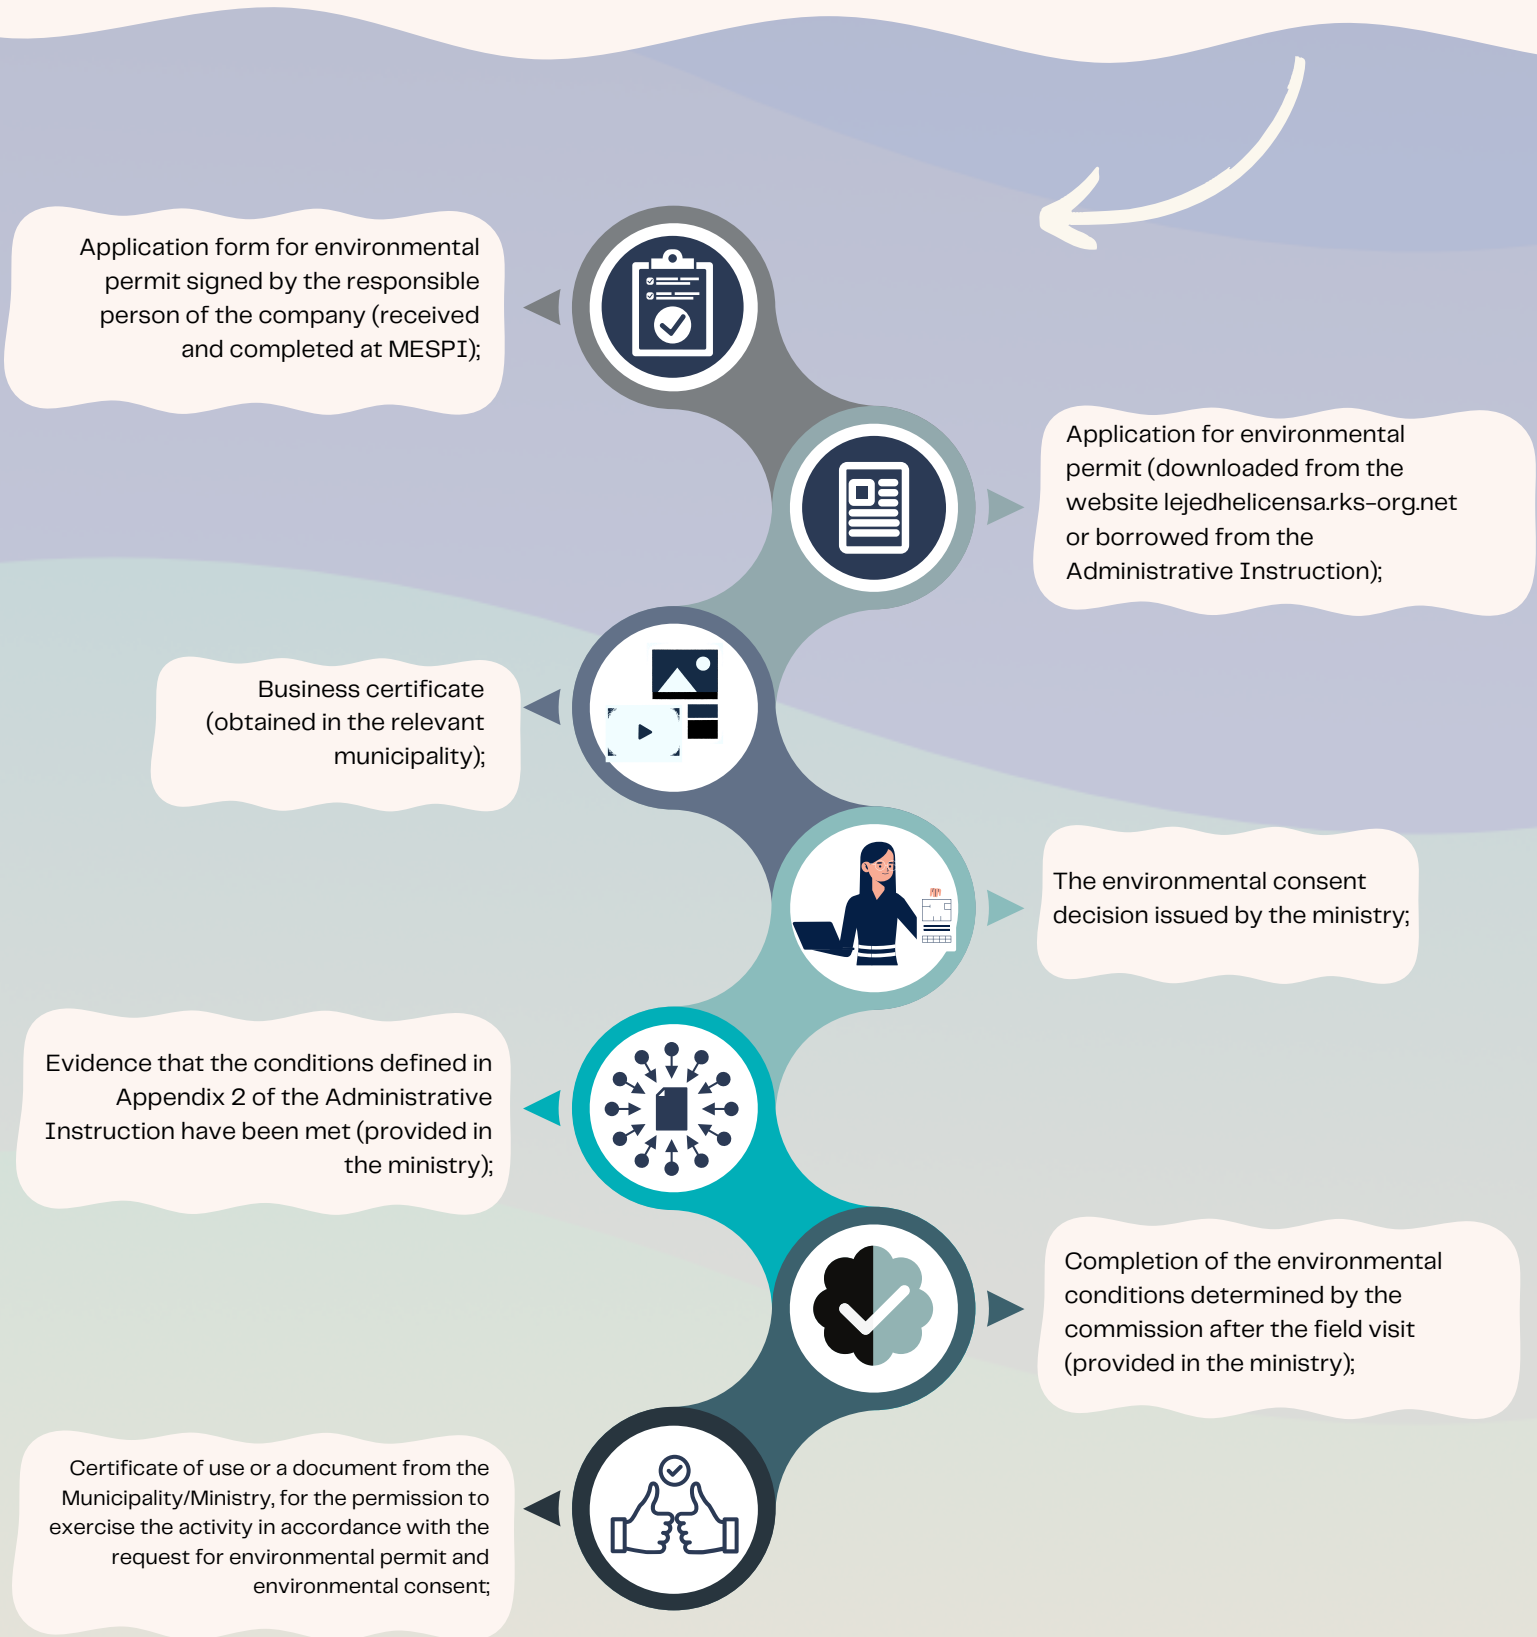 Application form for environmental
permit signed by the responsible
person of the company (received
and completed at MESPI);
Application for environmental
permit (downloaded from the
website lejedhelicensa.rks-org.net
or borrowed from the
Administrative Instruction);
Business certificate
(obtained in the relevant
municipality);
The environmental consent
decision issued by the ministry;
Evidence that the conditions defined in
Appendix 2 of the Administrative
Instruction have been met (provided in
the ministry);
Completion of the environmental
conditions determined by the
commission after the field visit
(provided in the ministry);
Certificate of use or a document from the
Municipality/Ministry, for the permission to
exercise the activity in accordance with the
request for environmental permit and
environmental consent;